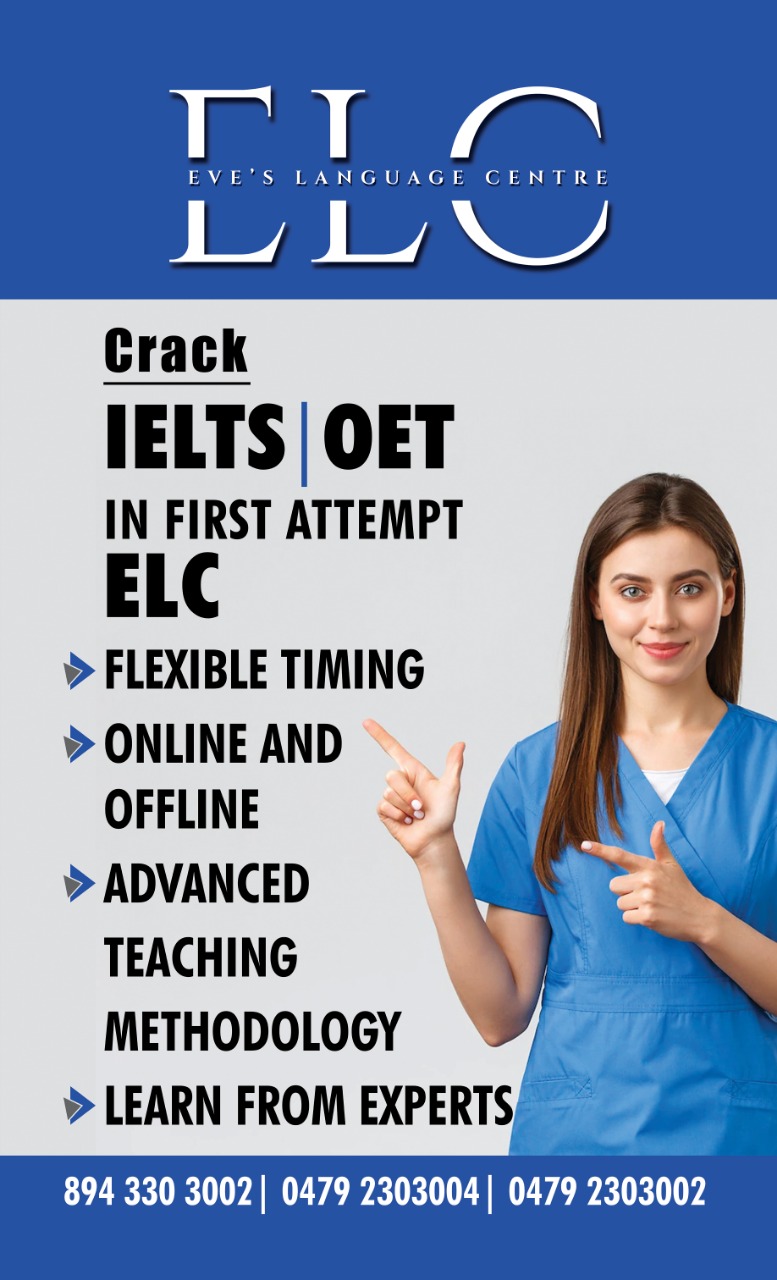 ELC
EVE'S LANGUAGE CENTRE
Crack
IELTS|OET
IN FIRST ATTEMPT
ELC
FLEXIBLE TIMING
ONLINE AND
OFFLINE
ADVANCED
TEACHING
METHODOLOGY
LEARN FROM EXPERTS
894 330 3002| 0479 2303004| 0479 2303002